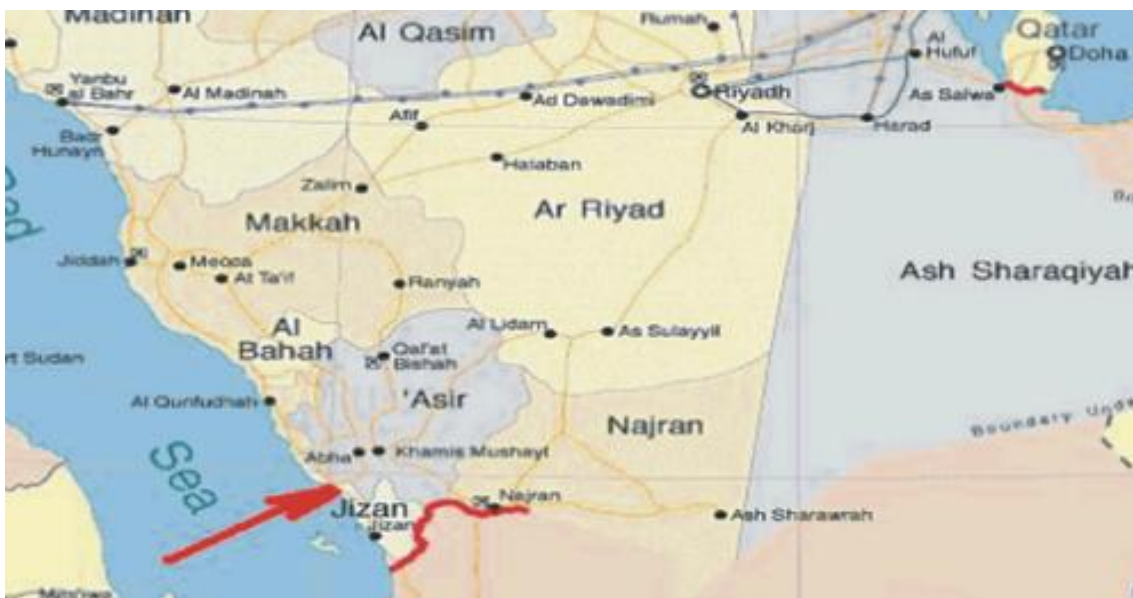 Madinah
Al Qasim
Rumah
Al
Hufuf
Qatar
Doha
Yanbu
al Bahr
Al Madinah
Ad Dawadimi
Riyadh
As Salwa
Badr
Hunayn
Afif
Al Kharj
Harad
Halaban
Zalim
Makkah
Ar Riyad
Jiddah
Mecca
At Ta'if
Ranyah
Ash Sharaqiyah
Al
Bahah
Al Lidam
As Sulayyil
Qal'at
Bishah
rt Sudan
'Asir
Al Qunfudhah
Najran
Boundary Unde
Abha
Khamis Mushayt
Sea
Jizan
Jizan
Najran
Ash Sharawrah